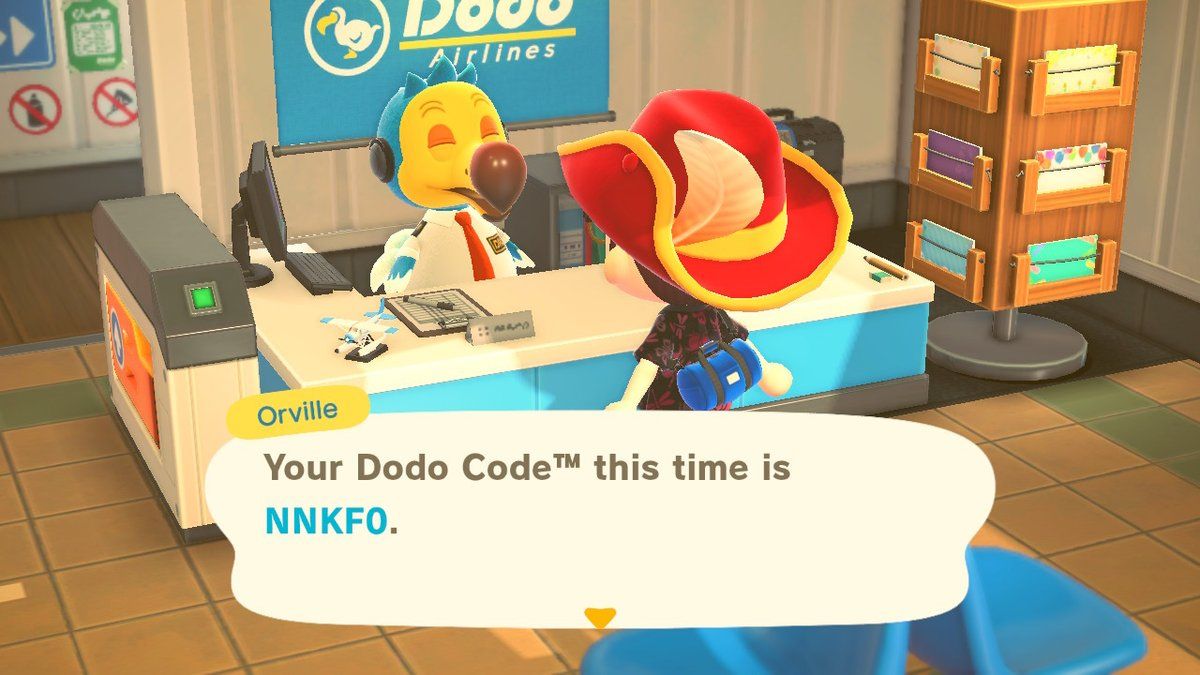 Dodo
Airlines
Orville
Your Dodo Code™ this time is
NNKF0.